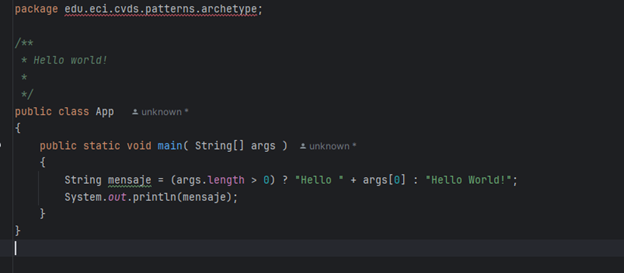 package edu.eci.cvds.patterns.archetype;
/**
 * Hello world!
 *
 */
public class App unknown *
{
    public static void main( String[] args ) unknown *
    {
        String mensaje = (args.length > 0) ? "Hello " + args[0] : "Hello World!";
        System.out.println(mensaje);
    }
}